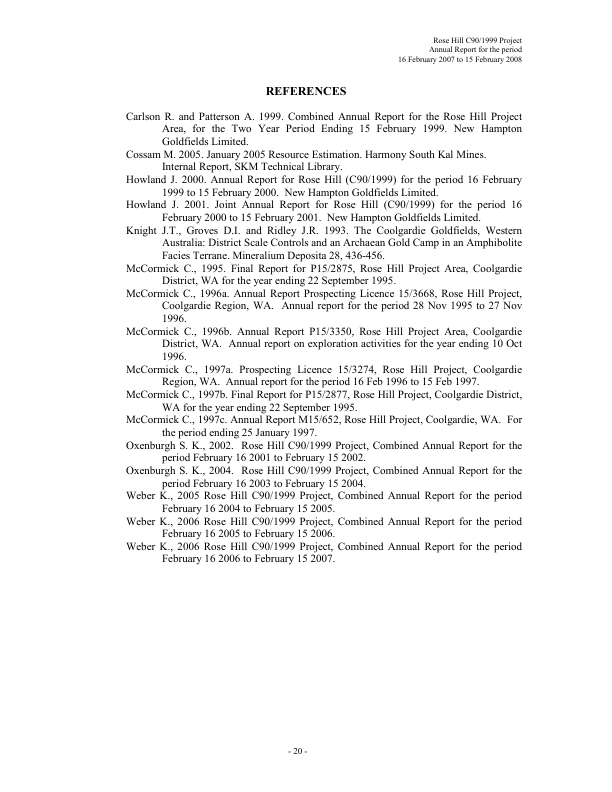 Rose Hill C90/1999 Project
Annual Report for the period
16 February 2007 to 15 February 2008
REFERENCES
Carlson R. and Patterson A. 1999. Combined Annual Report for the Rose Hill Project
Area, for the Two Year Period Ending 15 February 1999. New Hampton
Goldfields Limited.
Cossam M. 2005. January 2005 Resource Estimation. Harmony South Kal Mines.
Internal Report, SKM Technical Library.
Howland J. 2000. Annual Report for Rose Hill (C90/1999) for the period 16 February
1999 to 15 February 2000. New Hampton Goldfields Limited.
Howland J. 2001. Joint Annual Report for Rose Hill (C90/1999) for the period 16
February 2000 to 15 February 2001. New Hampton Goldfields Limited.
Knight J.T., Groves D.I. and Ridley J.R. 1993. The Coolgardie Goldfields, Western
Australia: District Scale Controls and an Archaean Gold Camp in an Amphibolite
Facies Terrane. Mineralium Deposita 28, 436-456.
McCormick C., 1995. Final Report for P15/2875, Rose Hill Project Area, Coolgardie
District, WA for the year ending 22 September 1995.
McCormick C., 1996a. Annual Report Prospecting Licence 15/3668, Rose Hill Project,
Coolgardie Region, WA. Annual report for the period 28 Nov 1995 to 27 Nov
1996.
McCormick C., 1996b. Annual Report P15/3350, Rose Hill Project Area, Coolgardie
District, WA. Annual report on exploration activities for the year ending 10 Oct
1996.
McCormick C., 1997a. Prospecting Licence 15/3274, Rose Hill Project, Coolgardie
Region, WA. Annual report for the period 16 Feb 1996 to 15 Feb 1997.
McCormick C., 1997b. Final Report for P15/2877, Rose Hill Project, Coolgardie District,
WA for the year ending 22 September 1995.
McCormick C., 1997c. Annual Report M15/652, Rose Hill Project, Coolgardie, WA. For
the period ending 25 January 1997.
Oxenburgh S. K., 2002. Rose Hill C90/1999 Project, Combined Annual Report for the
period February 16 2001 to February 15 2002.
Oxenburgh S. K., 2004. Rose Hill C90/1999 Project, Combined Annual Report for the
period February 16 2003 to February 15 2004.
Weber K., 2005 Rose Hill C90/1999 Project, Combined Annual Report for the period
February 16 2004 to February 15 2005.
Weber K., 2006 Rose Hill C90/1999 Project, Combined Annual Report for the period
February 16 2005 to February 15 2006.
Weber K., 2006 Rose Hill C90/1999 Project, Combined Annual Report for the period
February 16 2006 to February 15 2007.
- 20 -